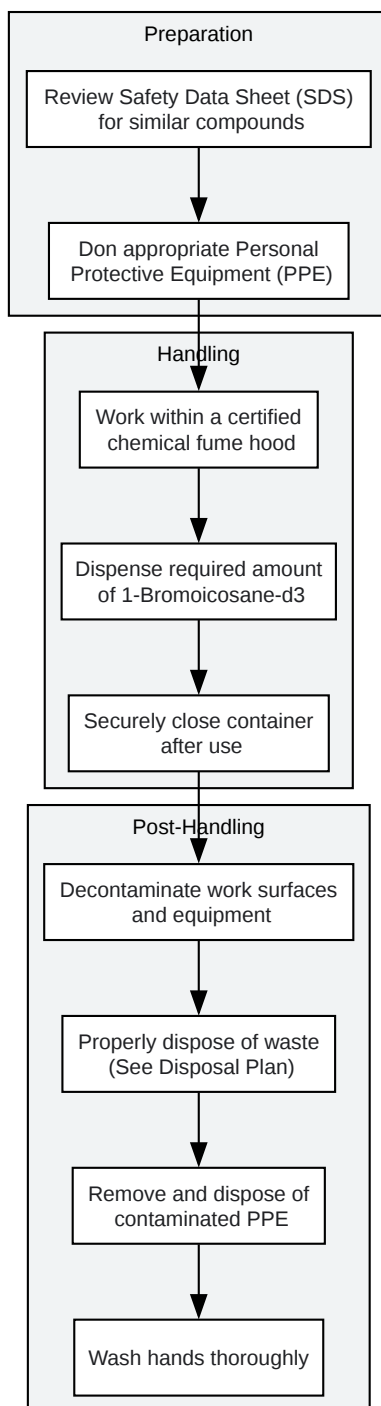 Preparation
Review Safety Data Sheet (SDS)
for similar compounds
Don appropriate Personal
Protective Equipment (PPE)
Handling
Work within a certified
chemical fume hood
Dispense required amount
of 1-Bromoicosane-d3
Securely close container
after use
Post-Handling
Decontaminate work surfaces
and equipment
Properly dispose of waste
(See Disposal Plan)
Remove and dispose of
contaminated PPE
Wash hands thoroughly